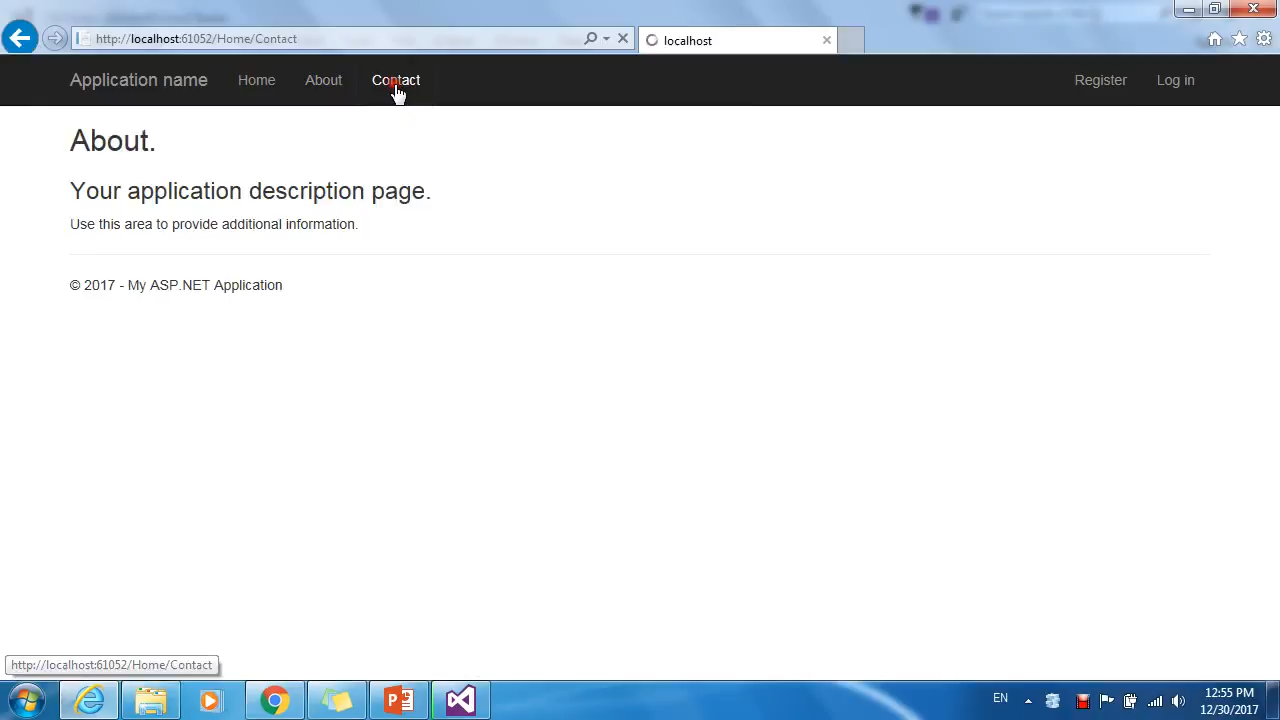 http://localhost:61052/Home/Contact
localhost
Application name Home About Contact Register Log in
About.
Your application description page.
Use this area to provide additional information.
© 2017 - My ASP.NET Application
http://localhost:61052/Home/Contact
EN
12:55 PM
12/30/2017